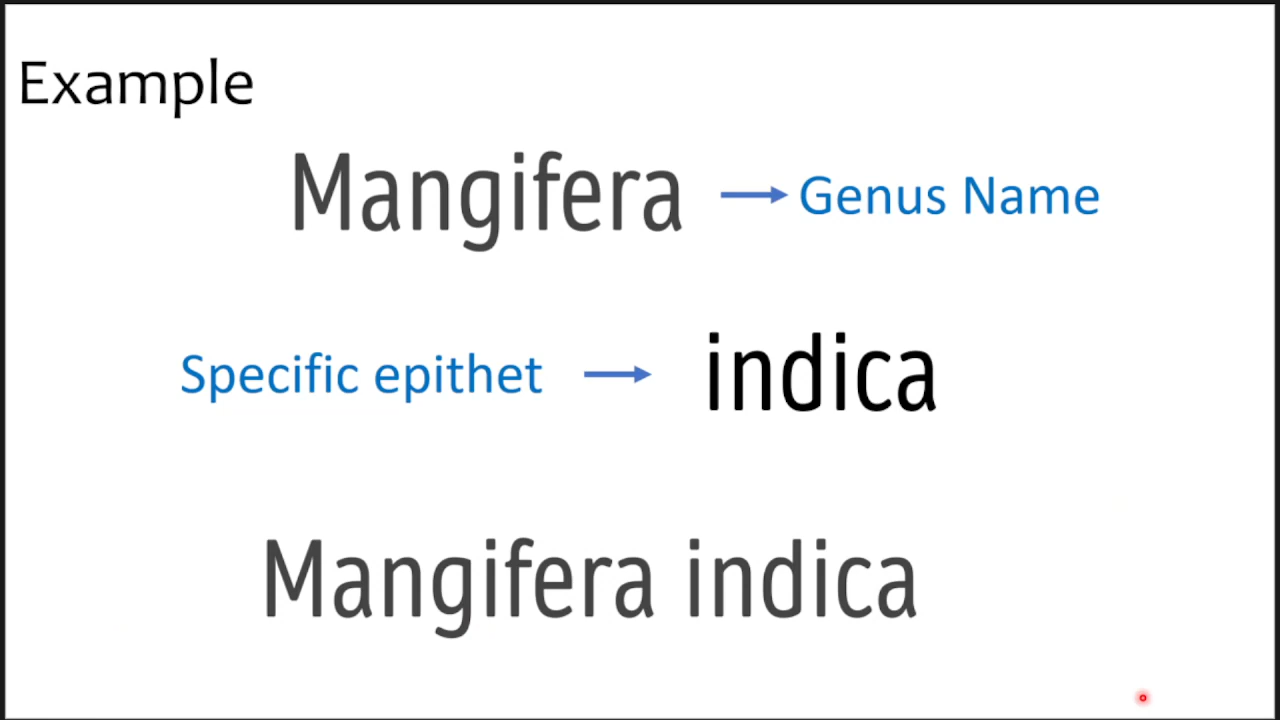 Example
Mangifera → Genus Name
Specific epithet → indica
Mangifera indica